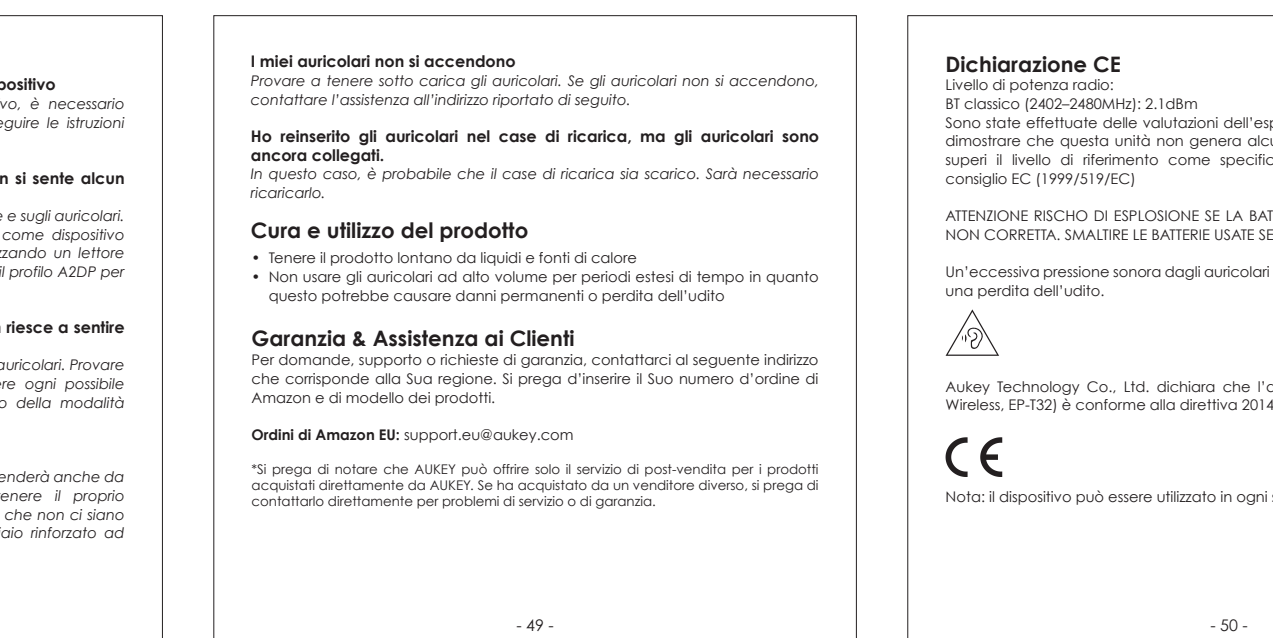 positivo
vo, è necessario
guire le istruzioni
n si sente alcun
e e sugli auricolari.
come dispositivo
zzando un lettore
il profilo A2DP per
riesce a sentire
auricolari. Provare
ere ogni possibile
o della modalità
enderà anche da
enere il proprio
che non ci siano
iaio rinforzato ad
I miei auricolari non si accendono
Provare a tenere sotto carica gli auricolari. Se gli auricolari non si accendono,
contattare l'assistenza all'indirizzo riportato di seguito.
Ho reinserito gli auricolari nel case di ricarica, ma gli auricolari sono
ancora collegati.
In questo caso, è probabile che il case di ricarica sia scarico. Sarà necessario
ricaricarlo.
Cura e utilizzo del prodotto
• Tenere il prodotto lontano da liquidi e fonti di calore
• Non usare gli auricolari ad alto volume per periodi estesi di tempo in quanto
questo potrebbe causare danni permanenti o perdita dell'udito
Garanzia & Assistenza ai Clienti
Per domande, supporto o richieste di garanzia, contattarci al seguente indirizzo
che corrisponde alla Sua regione. Si prega d'inserire il Suo numero d'ordine di
Amazon e di modello dei prodotti.
Ordini di Amazon EU: support.eu@aukey.com
*Si prega di notare che AUKEY può offrire solo il servizio di post-vendita per i prodotti
acquistati direttamente da AUKEY. Se ha acquistato da un venditore diverso, si prega di
contattarlo direttamente per problemi di servizio o di garanzia.
- 49 -
Dichiarazione CE
Livello di potenza radio:
BT classico (2402–2480MHz): 2.1dBm
Sono state effettuate delle valutazioni dell'esp
dimostrare che questa unità non genera alcu
superi il livello di riferimento come specific
consiglio EC (1999/519/EC)
ATTENZIONE RISCHO DI ESPLOSIONE SE LA BAT
NON CORRETTA. SMALTIRE LE BATTERIE USATE SE
Un'eccessiva pressione sonora dagli auricolari
una perdita dell'udito.
Aukey Technology Co., Ltd. dichiara che l'a
Wireless, EP-T32) è conforme alla direttiva 2014
CE
Nota: il dispositivo può essere utilizzato in ogni s
- 50 -